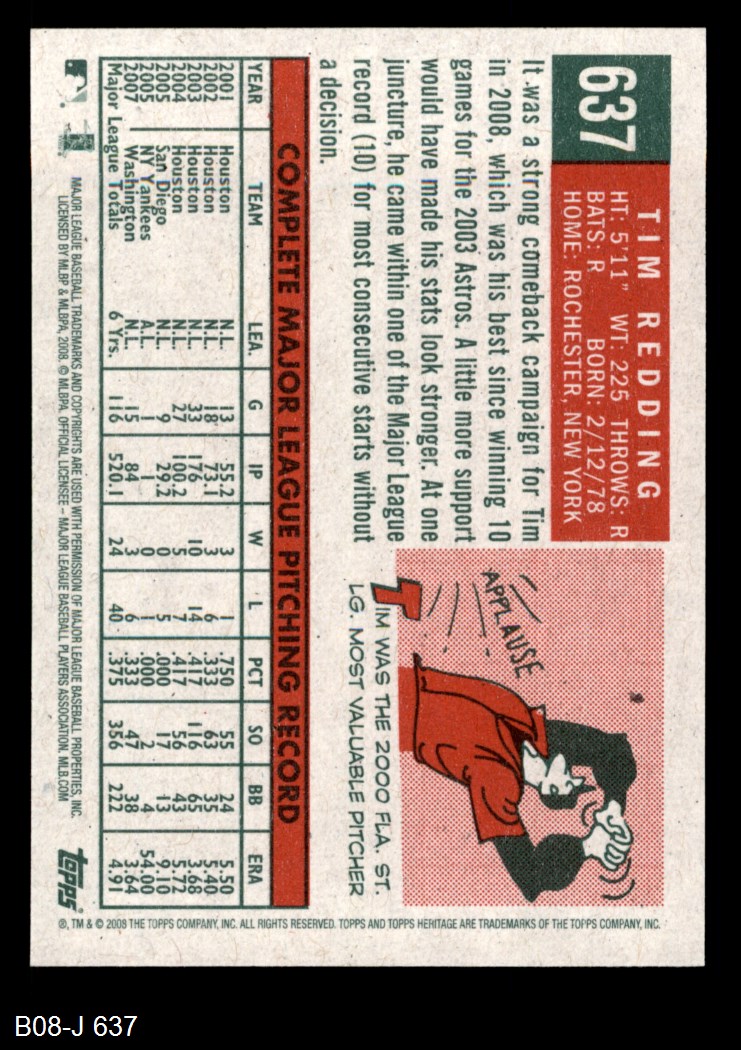 637
TIM REDDING
HT: 5'11" WT: 225 THROWS: R
BATS: R BORN: 2/12/78
HOME: ROCHESTER, NEW YORK
It was a strong comeback campaign for Tim
in 2008, which was his best since winning 10
games for the 2003 Astros. A little more support
would have made his stats look stronger. At one
juncture, he came within one of the Major League
record (10) for most consecutive starts without
a decision.
APPLAUSE
TIM WAS THE 2000 FLA. ST.
LG. MOST VALUABLE PITCHER
COMPLETE MAJOR LEAGUE PITCHING RECORD
YEAR TEAM LEA. G IP W L PCT SO BB ERA
2001 Houston N.L. 13 55.2 3 1 .750 55 24 5.50
2002 Houston N.L. 18 73.1 3 6 .333 63 35 5.40
2003 Houston N.L. 33 176 10 14 .417 116 65 3.68
2004 Houston N.L. 27 100.2 5 7 .417 56 43 5.72
2005 San Diego N.L. 9 29.2 0 5 .000 17 13 9.10
2005 NY Yankees A.L. 1 1 0 1 .000 2 4 54.00
2007 Washington N.L. 15 84 3 6 .333 47 38 3.64
Major League Totals 6 Yrs. 116 520.1 24 40 .375 356 222 4.91
MAJOR LEAGUE BASEBALL TRADEMARKS AND COPYRIGHTS ARE USED WITH PERMISSION OF MAJOR LEAGUE BASEBALL PROPERTIES, INC.
LICENSED BY MLBP & MLBPA, 2008. © MLBPA. OFFICIAL LICENSEE – MAJOR LEAGUE BASEBALL PLAYERS ASSOCIATION. MLB.COM
topps
®, TM & © 2008 THE TOPPS COMPANY, INC. ALL RIGHTS RESERVED. TOPPS AND TOPPS HERITAGE ARE TRADEMARKS OF THE TOPPS COMPANY, INC.
B08-J 637